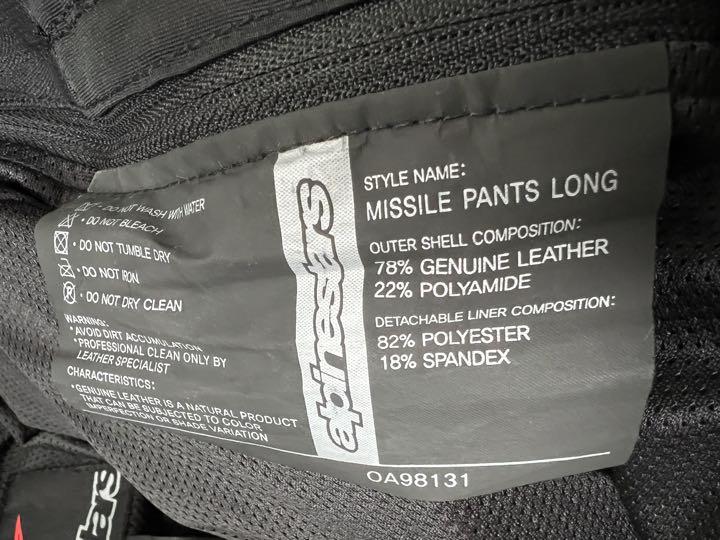 • DO NOT WASH WITH WATER
• DO NOT BLEACH
• DO NOT TUMBLE DRY
• DO NOT IRON
• DO NOT DRY CLEAN
WARNING:
• AVOID DIRT ACCUMULATION
• PROFESSIONAL CLEAN ONLY BY
LEATHER SPECIALIST
CHARACTERISTICS:
• GENUINE LEATHER IS A NATURAL PRODUCT
THAT CAN BE SUBJECTED TO COLOR
IMPERFECTION OR SHADE VARIATION
alpinestars
STYLE NAME:
MISSILE PANTS LONG
OUTER SHELL COMPOSITION:
78% GENUINE LEATHER
22% POLYAMIDE
DETACHABLE LINER COMPOSITION:
82% POLYESTER
18% SPANDEX
OA98131